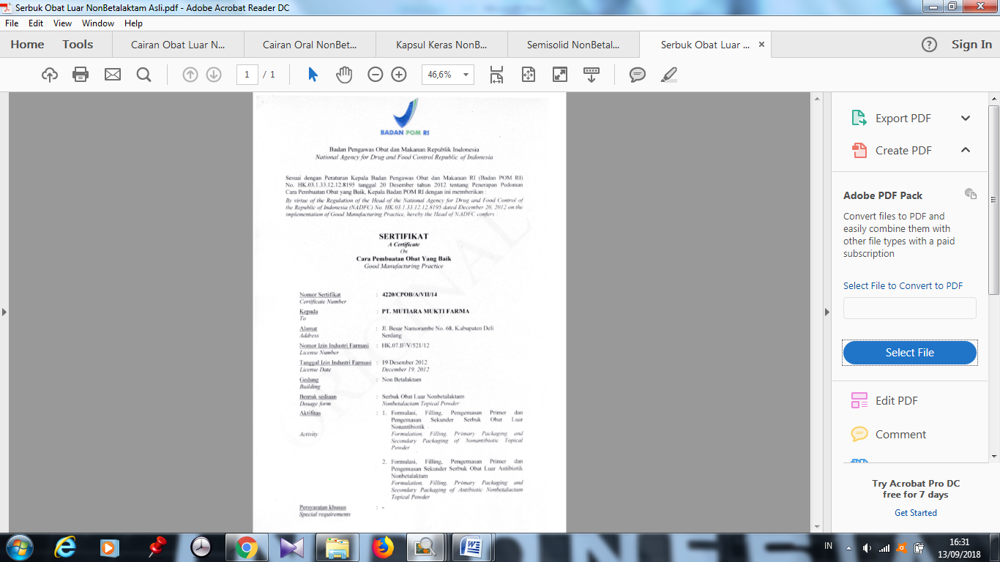 Serbuk Obat Luar NonBetalaktam Asli.pdf - Adobe Acrobat Reader DC
File Edit View Window Help
Home Tools Cairan Obat Luar N... Cairan Oral NonBet... Kapsul Keras NonB... Semisolid NonBetal... Serbuk Obat Luar ...
Sign In
1 / 1 46,6%
BADAN POM RI
Badan Pengawas Obat dan Makanan Republik Indonesia
National Agency for Drug and Food Control Republic of Indonesia
Sesuai dengan Peraturan Kepala Badan Pengawas Obat dan Makanan RI (Badan POM RI)
No. HK.03.1.33.12.12.8195 tanggal 20 Desember tahun 2012 tentang Penerapan Pedoman
Cara Pembuatan Obat yang Baik, Kepala Badan POM RI dengan ini memberikan :
By virtue of the Regulation of the Head of the National Agency for Drug and Food Control of
the Republic of Indonesia (NADFC) No. HK.03.1.33.12.12.8195 dated December 20, 2012 on the
implementation of Good Manufacturing Practice, hereby the Head of NADFC confers :
SERTIFIKAT
A Certificate
On
Cara Pembuatan Obat Yang Baik
Good Manufacturing Practice
Nomor Sertifikat : 4220/CPOB/A/VII/14
Certificate Number
Kepada : PT. MUTIARA MUKTI FARMA
To
Alamat : Jl. Besar Namorambe No. 68, Kabupaten Deli
Address Serdang
Nomor Izin Industri Farmasi : HK.07.IF/V/521/12
License Number
Tanggal Izin Industri Farmasi : 19 Desember 2012
License Date December 19, 2012
Gedung : Non Betalaktam
Building
Bentuk sediaan : Serbuk Obat Luar Nonbetalaktam
Dosage form Nonbetalactam Topical Powder
Aktifitas : 1. Formulasi, Filling, Pengemasan Primer dan
Pengemasan Sekunder Serbuk Obat Luar
Nonantibiotik
Activity Formulation, Filling, Primary Packaging and
Secondary Packaging of Nonantibiotic Topical
Powder
2. Formulasi, Filling, Pengemasan Primer dan
Pengemasan Sekunder Serbuk Obat Luar Antibiotik
Nonbetalaktam
Formulation, Filling, Primary Packaging and
Secondary Packaging of Antibiotic Nonbetalactam
Topical Powder
Persyaratan khusus : -
Special requirements
Export PDF
Create PDF
Adobe PDF Pack
Convert files to PDF and
easily combine them with
other file types with a paid
subscription
Select File to Convert to PDF
Select File
Edit PDF
Comment
Try Acrobat Pro DC
free for 7 days
Get Started
IN
16:31
13/09/2018